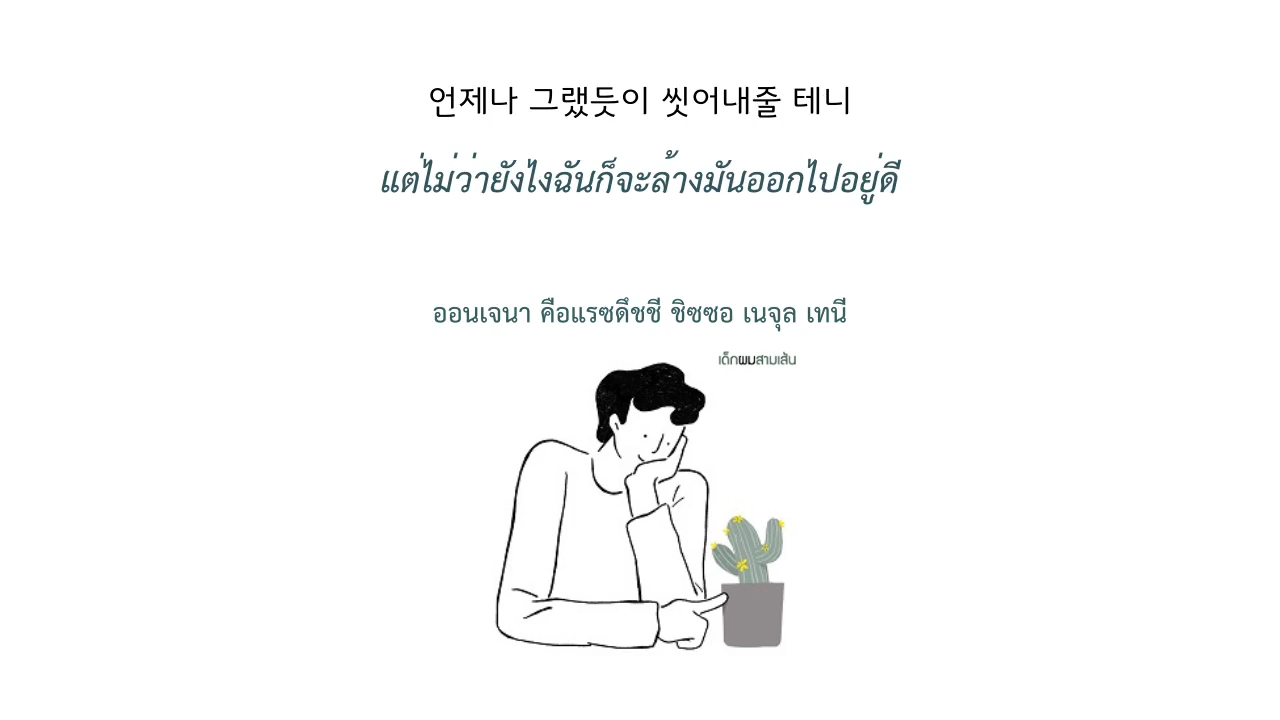 언제나 그랬듯이 씻어내줄 테니
แต่ไม่ว่ายังไงฉันก็จะล้างมันออกไปอยู่ดี
ออนเจนา คือแรซดึชชี ชิซซอ เนจุล เทนี
เด็กผมสามเส้น